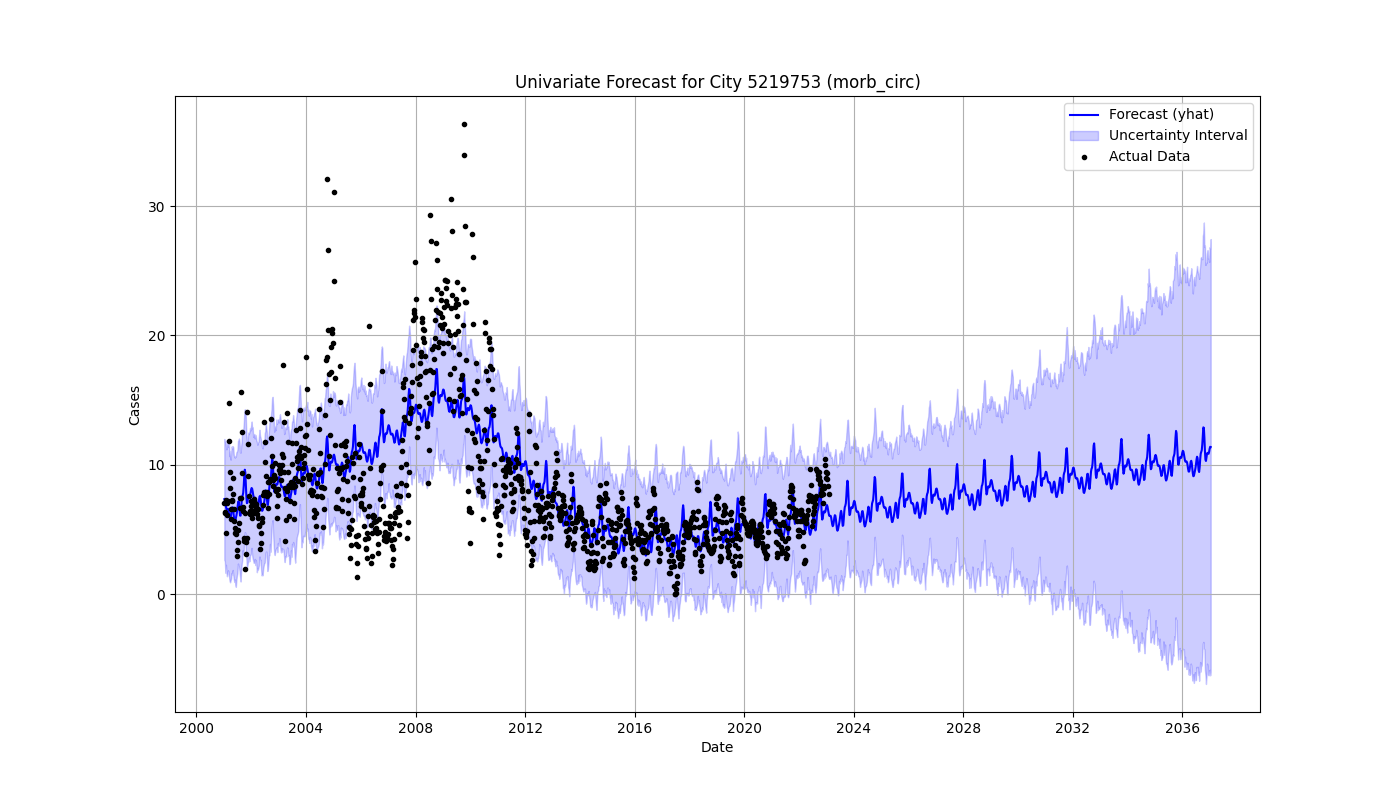 Univariate Forecast for City 5219753 (morb_circ)
Forecast (yhat)
Uncertainty Interval
Actual Data
Cases
30
20
10
0
2000 2004 2008 2012 2016 2020 2024 2028 2032 2036
Date